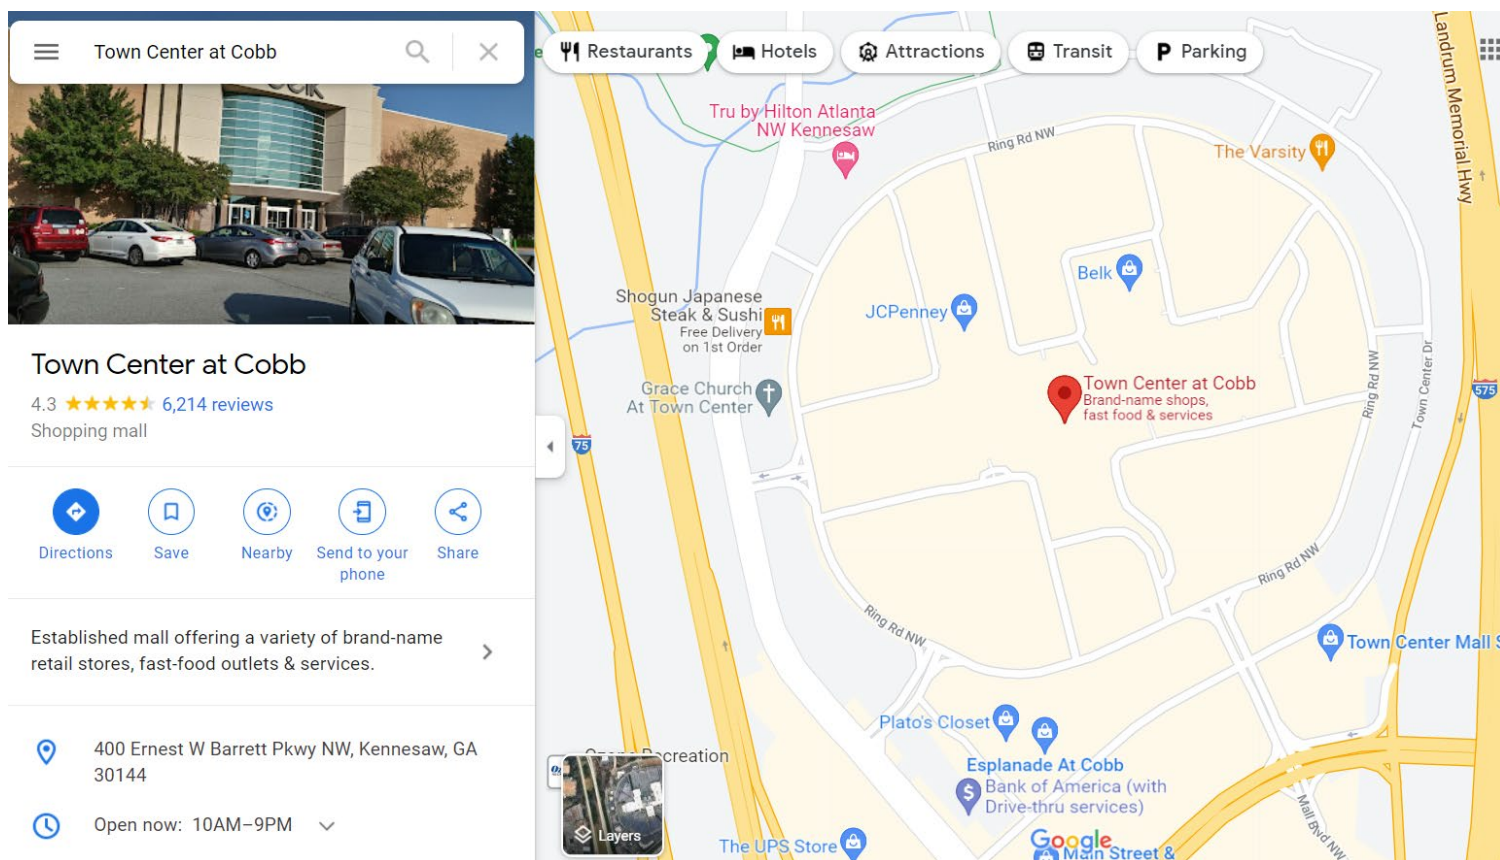 Town Center at Cobb
Restaurants
Hotels
Attractions
Transit
Parking
Town Center at Cobb
4.3
6,214 reviews
Shopping mall
Directions
Save
Nearby
Send to your
phone
Share
Established mall offering a variety of brand-name
retail stores, fast-food outlets & services.
400 Ernest W Barrett Pkwy NW, Kennesaw, GA
30144
Open now: 10AM–9PM
Tru by Hilton Atlanta
NW Kennesaw
Ring Rd NW
The Varsity
Landrum Memorial Hwy
Belk
JCPenney
Shogun Japanese
Steak & Sushi
Free Delivery
on 1st Order
Grace Church
At Town Center
Town Center at Cobb
Brand-name shops,
fast food & services
Ring Rd NW
Town Center Dr
575
75
Ring Rd NW
Ring Rd NW
Town Center Mall
Plato's Closet
Esplanade At Cobb
Bank of America (with
Drive-thru services)
Recreation
Layers
The UPS Store
Google
Main Street &
Mall Blvd NW